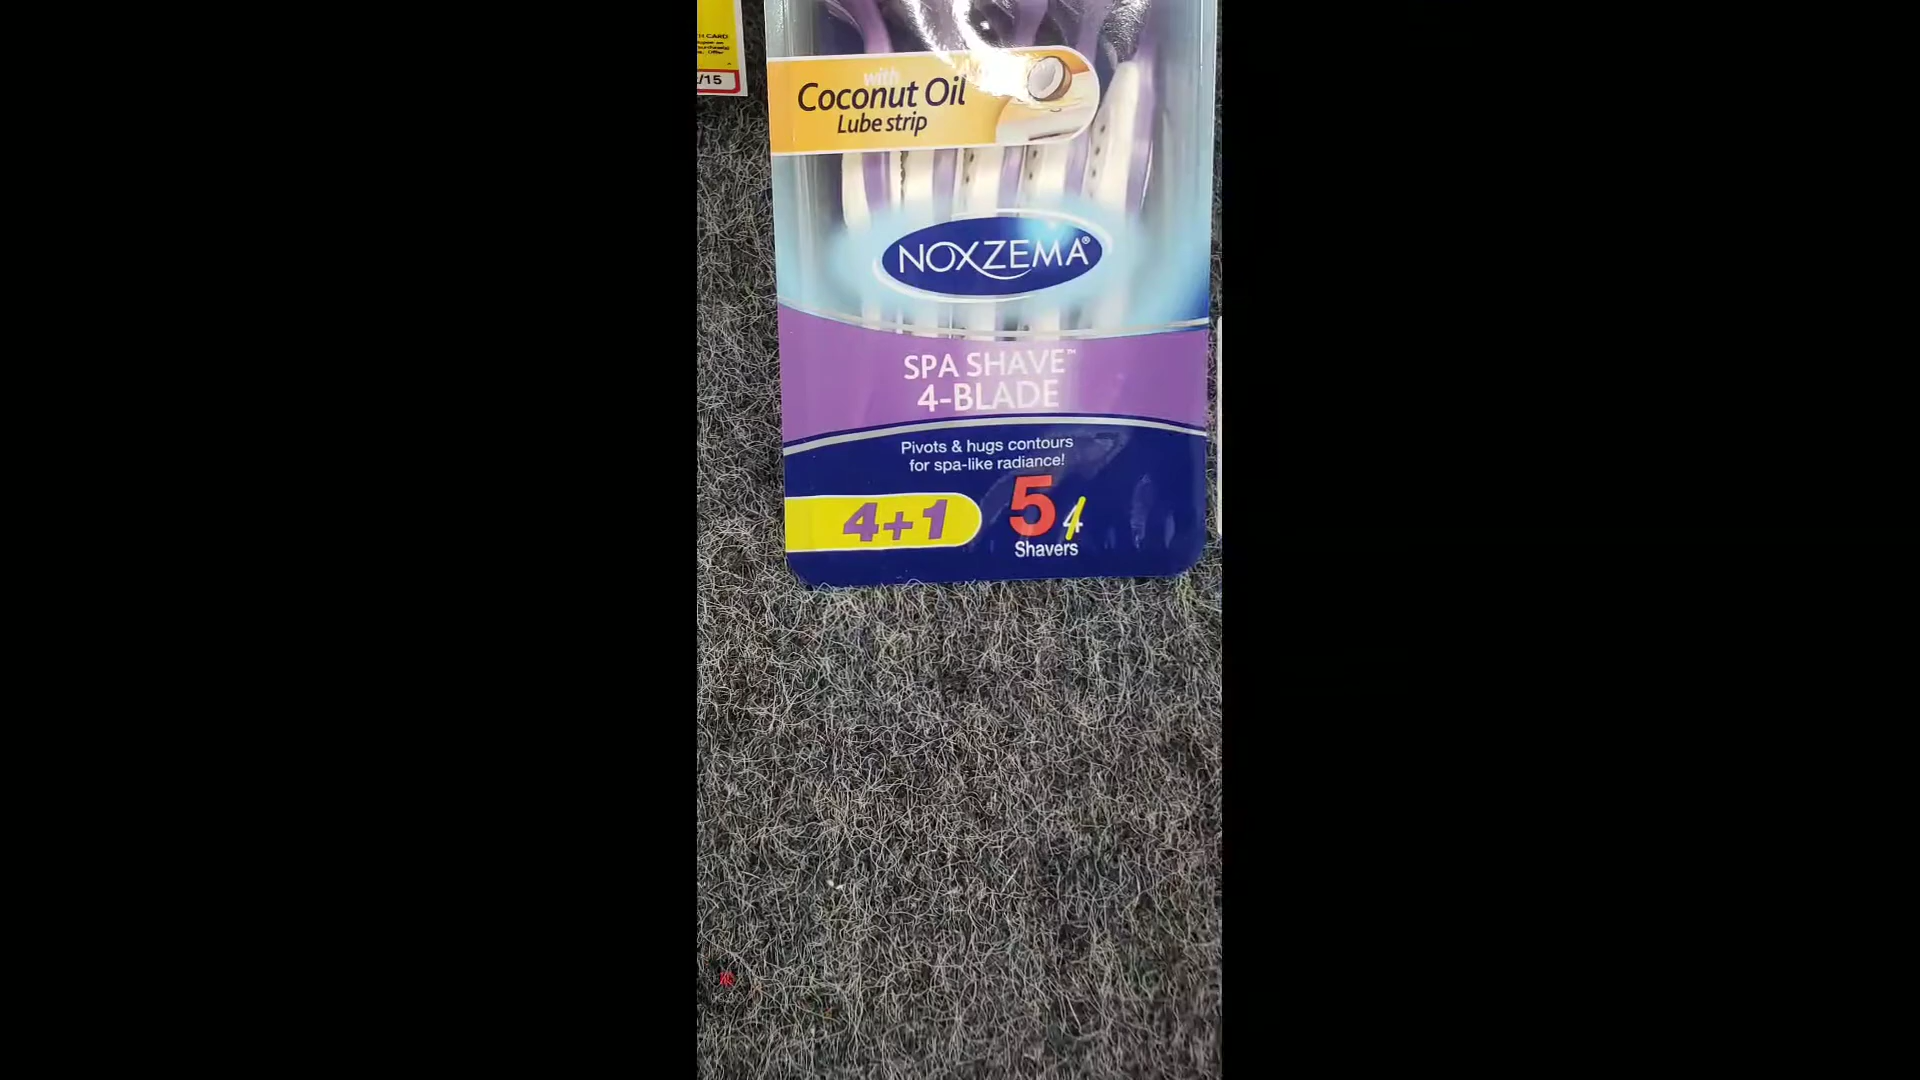 H CARD
/15
with
Coconut Oil
Lube strip
NOXZEMA®
SPA SHAVE™
4-BLADE
Pivots & hugs contours
for spa-like radiance!
4+1
5 4
Shavers